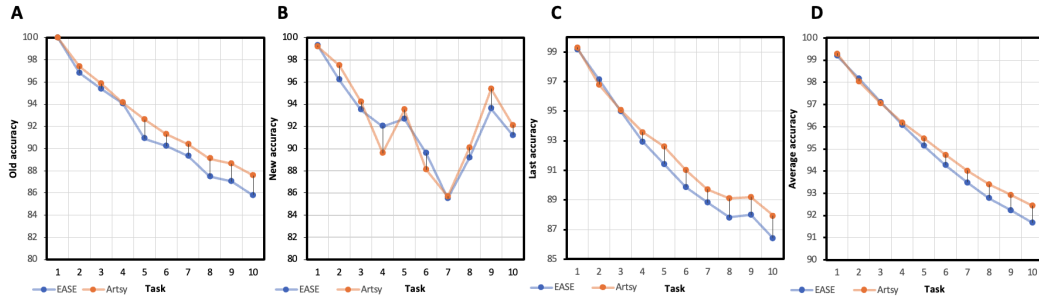 A
Old accuracy
100
98
96
94
92
90
88
86
84
82
80
1 2 3 4 5 6 7 8 9 10
EASE Artsy Task
B
New accuracy
100
98
96
94
92
90
88
86
84
82
80
1 2 3 4 5 6 7 8 9 10
EASE Artsy Task
C
Last accuracy
99
97
95
93
91
89
87
85
1 2 3 4 5 6 7 8 9 10
EASE Artsy Task
D
Average accuracy
100
99
98
97
96
95
94
93
92
91
90
1 2 3 4 5 6 7 8 9 10
EASE Artsy Task